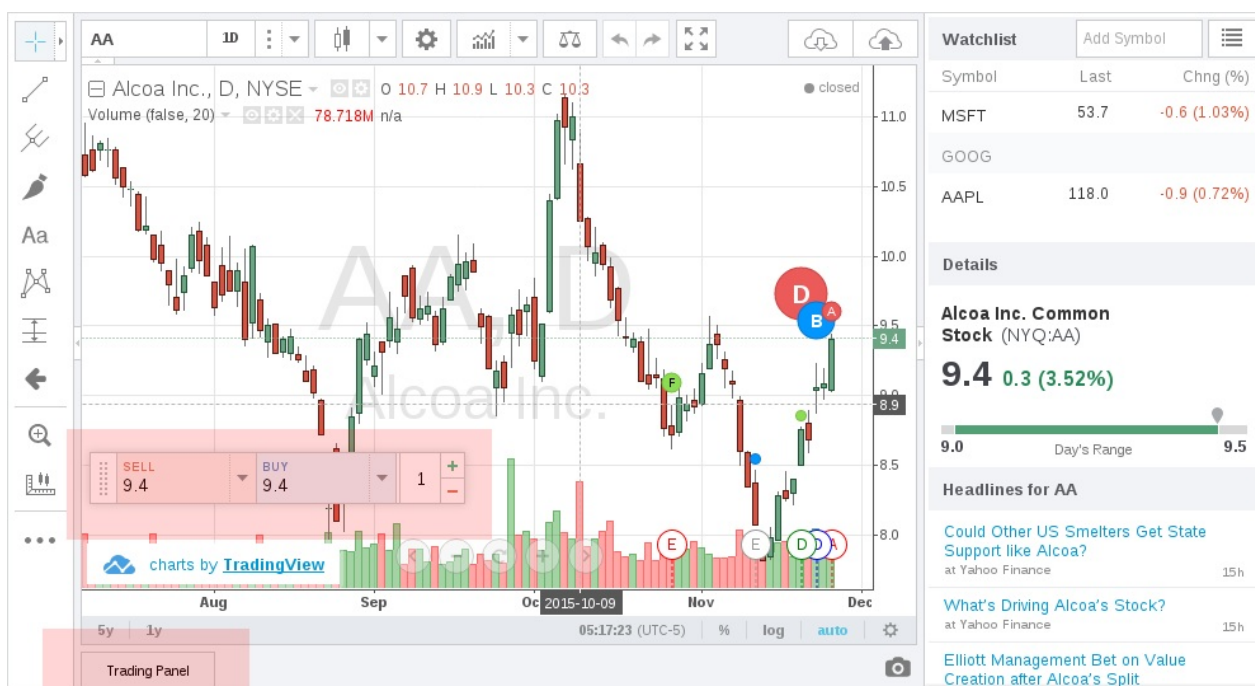 AA
1D
Alcoa Inc., D, NYSE
O 10.7 H 10.9 L 10.3 C 10.3
closed
Volume (false, 20)
78.718M n/a
AA, D
Alcoa Inc.
11.0
10.5
10.0
9.5
9.4
9.0
8.9
8.5
8.0
D
B
A
F
SELL
9.4
BUY
9.4
1
+
−
E
E
D
D
A
charts by TradingView
Aug
Sep
Oc
2015-10-09
Nov
Dec
5y
1y
05:17:23 (UTC-5)
%
log
auto
Trading Panel
Aa
Watchlist
Add Symbol
Symbol Last Chng (%)
MSFT 53.7 -0.6 (1.03%)
GOOG
AAPL 118.0 -0.9 (0.72%)
Details
Alcoa Inc. Common
Stock (NYQ:AA)
9.4 0.3 (3.52%)
9.0 Day's Range 9.5
Headlines for AA
Could Other US Smelters Get State
Support like Alcoa?
at Yahoo Finance 15h
What's Driving Alcoa's Stock?
at Yahoo Finance 15h
Elliott Management Bet on Value
Creation after Alcoa's Split